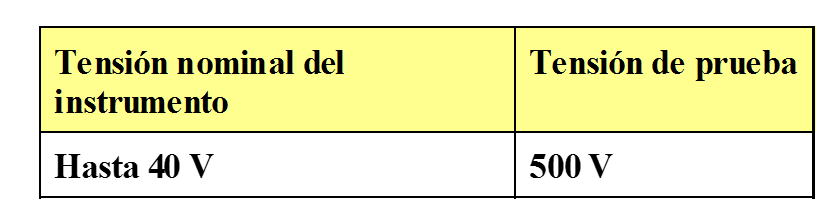 Tensión nominal del
instrumento
Tensión de prueba
Hasta 40 V
500 V